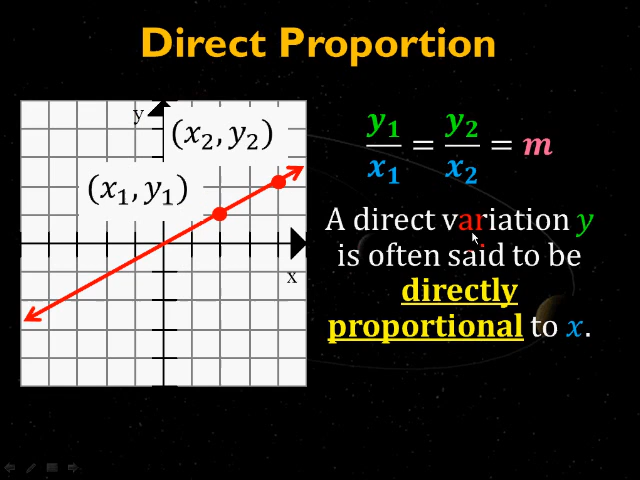 Direct Proportion
y
(x₂, y₂)
(x₁, y₁)
x
y₁/x₁ = y₂/x₂ = m
A direct variation y
is often said to be
directly
proportional to x.